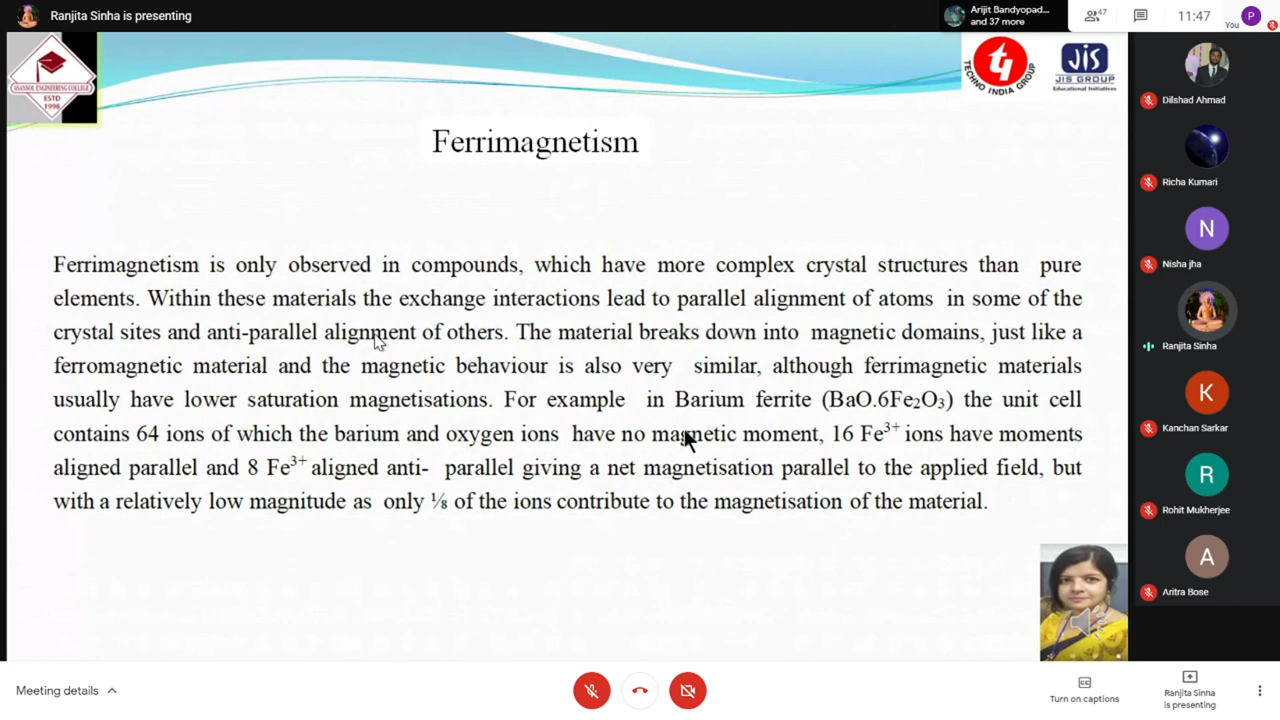 Ranjita Sinha is presenting
Arijit Bandyopad...
and 37 more
47
11:47
P
You
ASANSOL ENGINEERING COLLEGE
ESTD
1998
TECHNO INDIA GROUP
JIS
JIS GROUP
Educational Initiatives
Ferrimagnetism
Ferrimagnetism is only observed in compounds, which have more complex crystal structures than pure
elements. Within these materials the exchange interactions lead to parallel alignment of atoms in some of the
crystal sites and anti-parallel alignment of others. The material breaks down into magnetic domains, just like a
ferromagnetic material and the magnetic behaviour is also very similar, although ferrimagnetic materials
usually have lower saturation magnetisations. For example in Barium ferrite (BaO.6Fe₂O₃) the unit cell
contains 64 ions of which the barium and oxygen ions have no magnetic moment, 16 Fe³⁺ ions have moments
aligned parallel and 8 Fe³⁺ aligned anti- parallel giving a net magnetisation parallel to the applied field, but
with a relatively low magnitude as only ⅛ of the ions contribute to the magnetisation of the material.
Dilshad Ahmad
Richa Kumari
N
Nisha jha
Ranjita Sinha
K
Kanchan Sarkar
R
Rohit Mukherjee
A
Aritra Bose
Meeting details
Turn on captions
Ranjita Sinha
is presenting